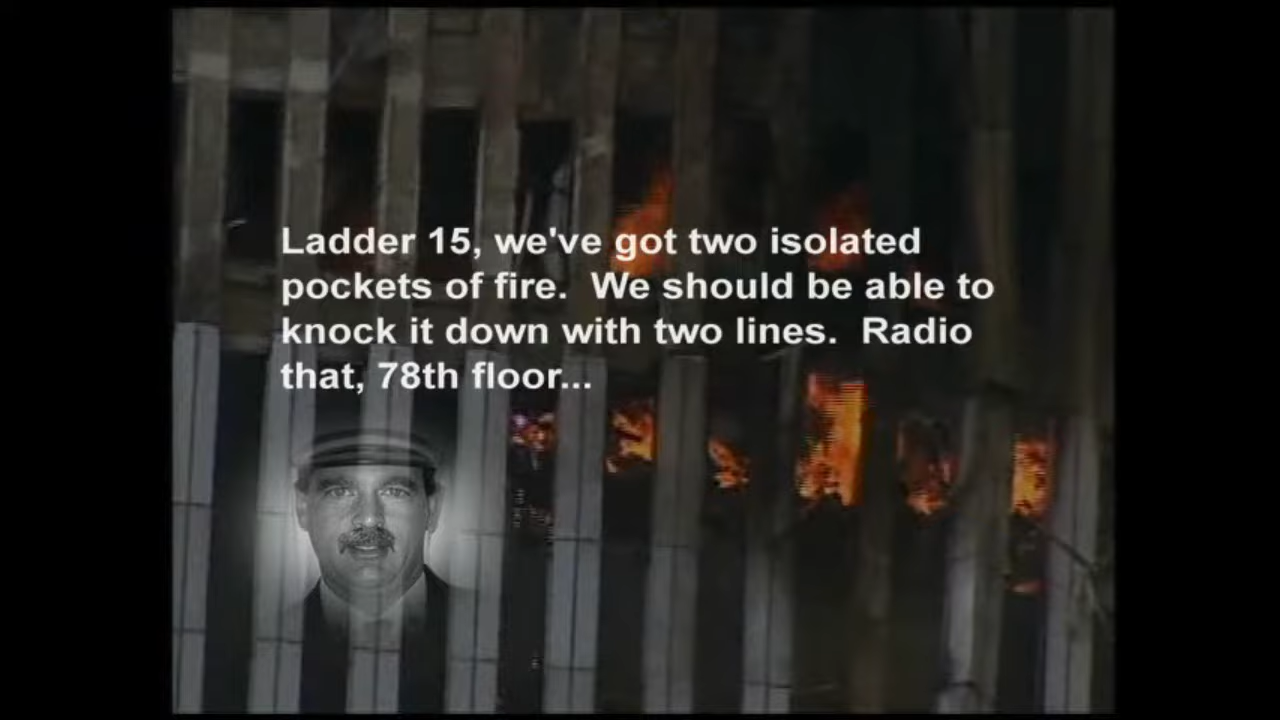 Ladder 15, we've got two isolated
pockets of fire.  We should be able to
knock it down with two lines.  Radio
that, 78th floor...